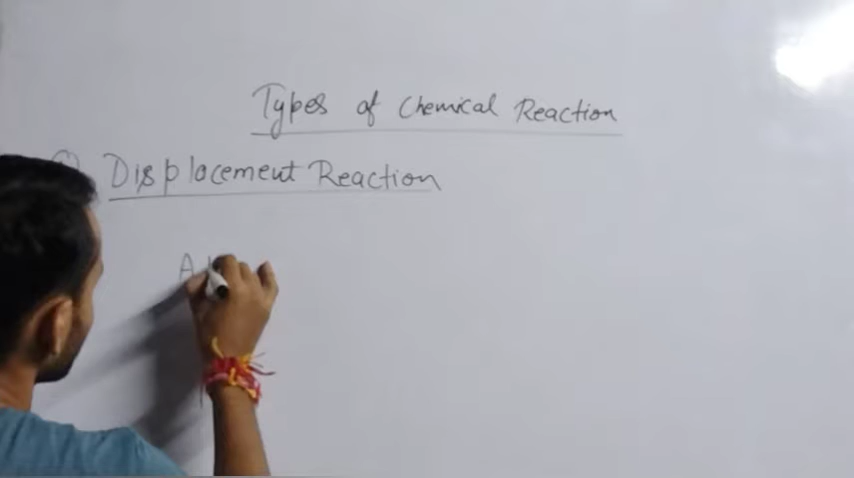 Types of Chemical Reaction
Displacement Reaction
A